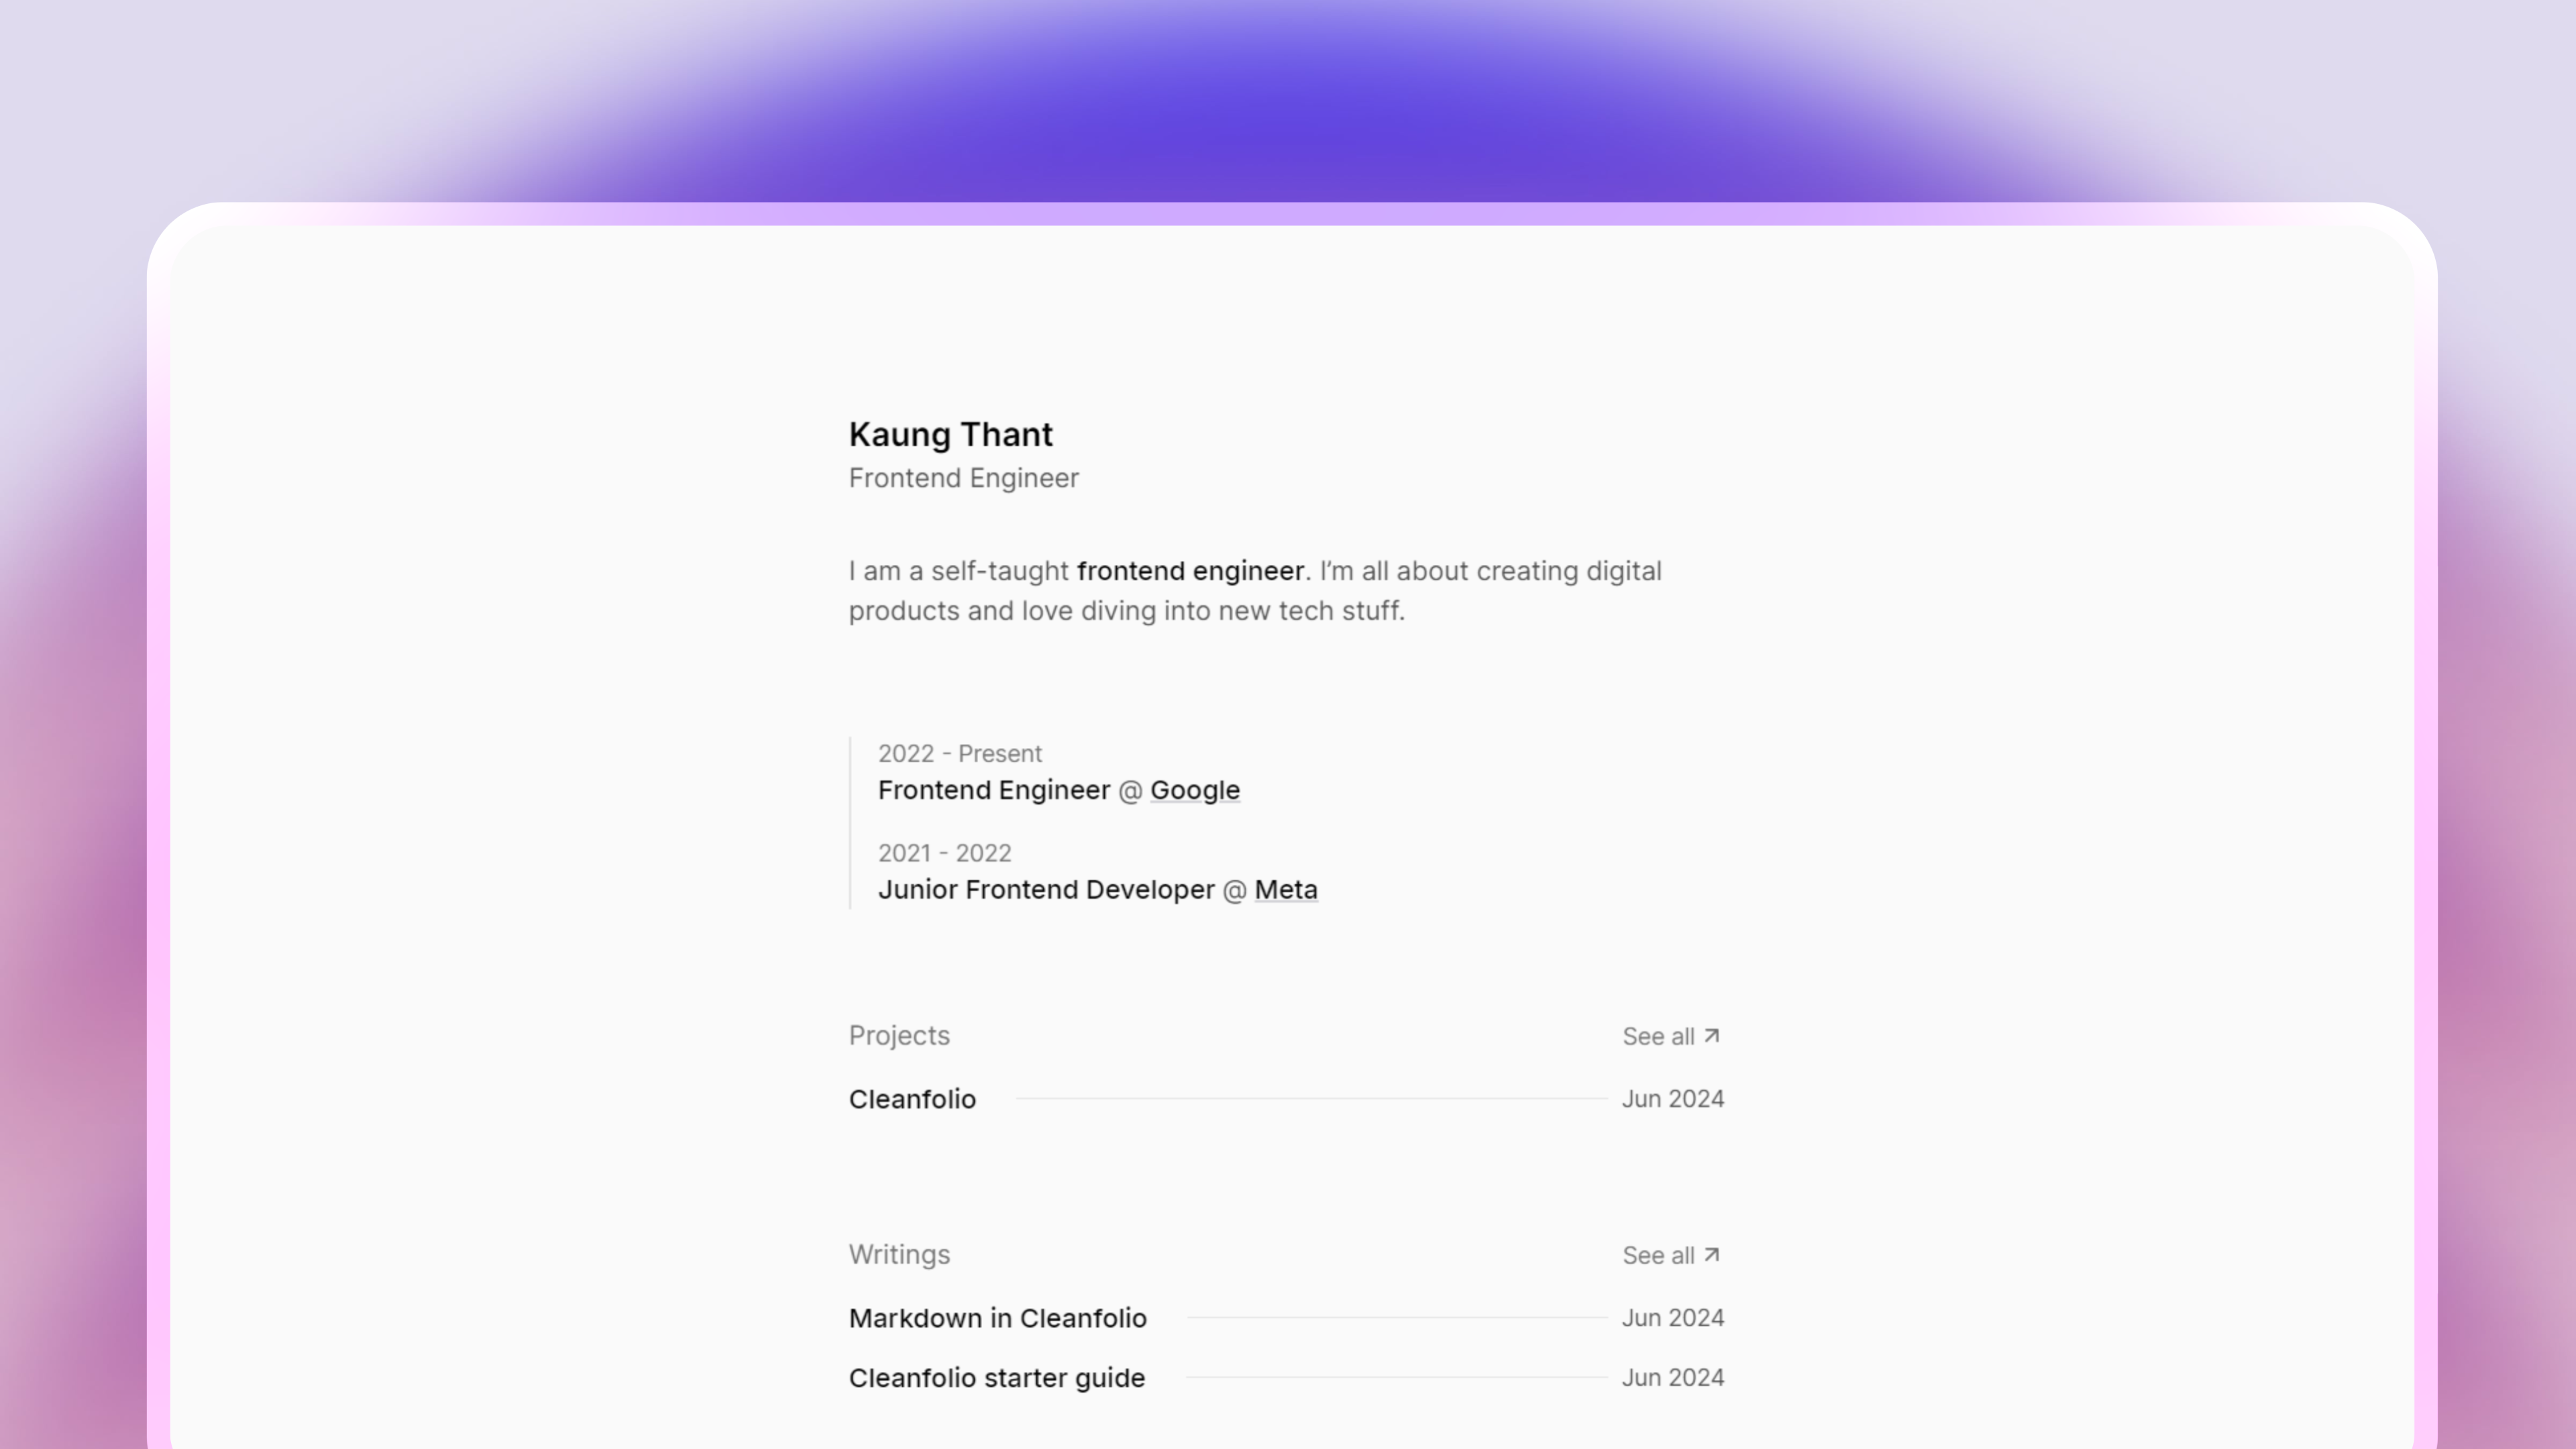 Kaung Thant
Frontend Engineer
I am a self-taught frontend engineer. I’m all about creating digital
products and love diving into new tech stuff.
2022 - Present
Frontend Engineer @ Google
2021 - 2022
Junior Frontend Developer @ Meta
Projects See all ↗
Cleanfolio Jun 2024
Writings See all ↗
Markdown in Cleanfolio Jun 2024
Cleanfolio starter guide Jun 2024